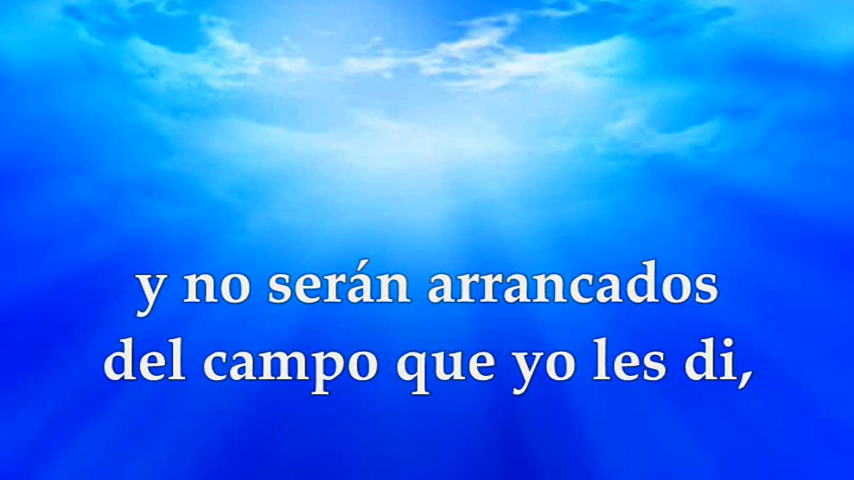 y no serán arrancados
del campo que yo les di,